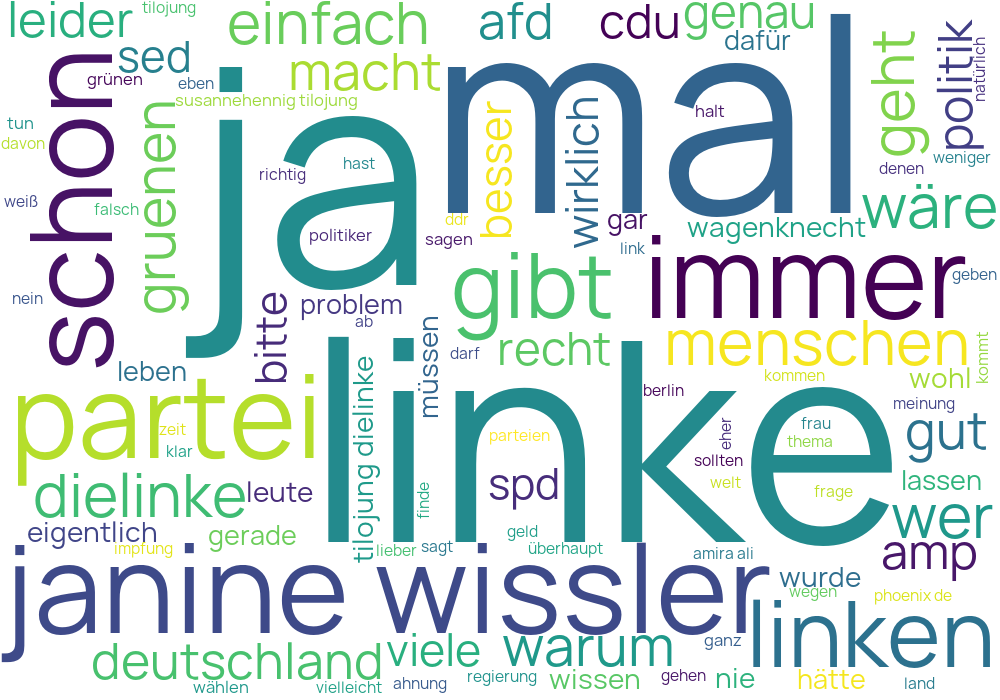 tilojung
leider
einfach
afd
cdu
genau
dafür
politik
natürlich
geht
sed
grünen
eben
macht
susannehennig tilojung
schon
gruenen
ja
mal
halt
besser
wirklich
tun
davon
weniger
denen
hast
richtig
weiß
falsch
wäre
ddr
gar
wagenknecht
politiker
sagen
link
immer
geben
gibt
nein
problem
bitte
ab
müssen
recht
menschen
kommt
darf
leben
kommen
wohl
tilojung dielinke
linke
partei
berlin
meinung
zeit
klar
parteien
eher
frau
thema
gut
sollten
spd
welt
frage
lassen
dielinke
leute
finde
wer
eigentlich
gerade
geld
impfung
lieber
sagt
überhaupt
amira ali
amp
janine wissler
wurde
wegen
phoenix de
linken
deutschland
viele
warum
ganz
wählen
vielleicht
ahnung
regierung
wissen
gehen
nie
hätte
land